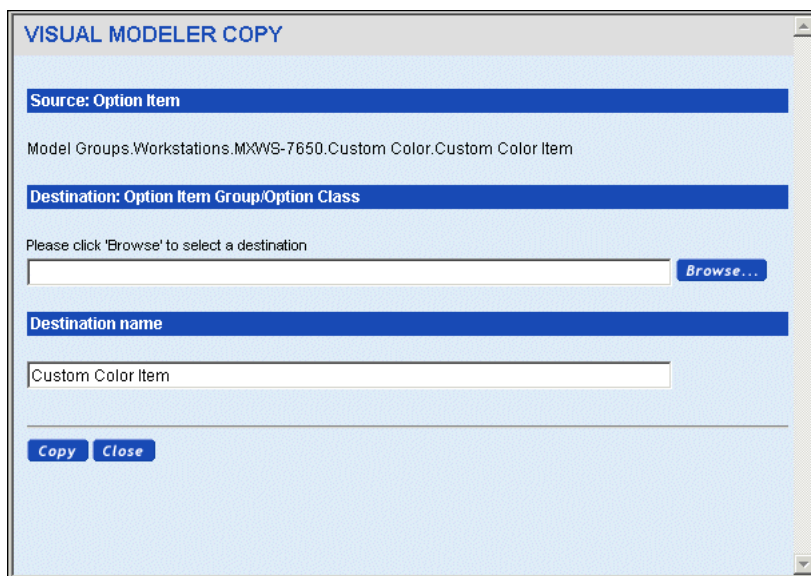 VISUAL MODELER COPY
Source: Option Item
Model Groups.Workstations.MXWS-7650.Custom Color.Custom Color Item
Destination: Option Item Group/Option Class
Please click 'Browse' to select a destination
Browse...
Destination name
Custom Color Item
Copy Close